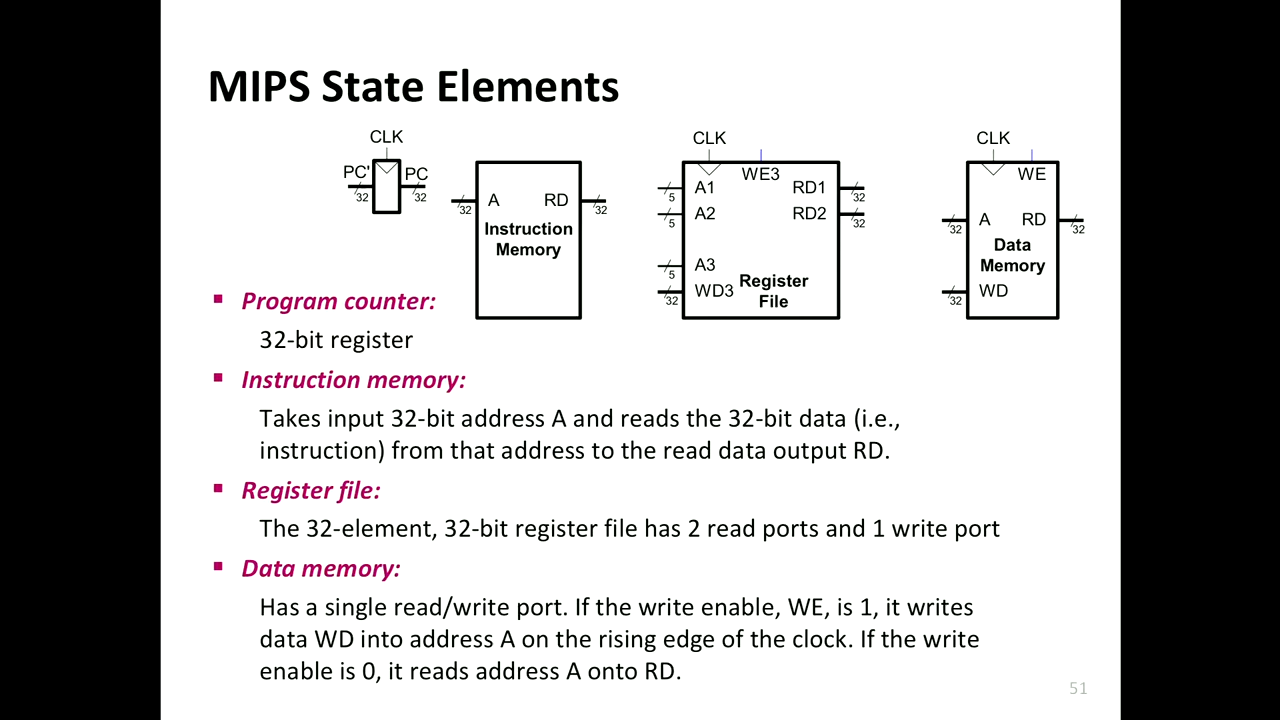 MIPS State Elements
CLK
PC'
PC
32
32
A
RD
32
32
Instruction
Memory
CLK
WE3
A1
RD1
5
32
A2
RD2
5
32
A3
5
WD3
32
Register
File
CLK
WE
A
RD
32
32
Data
Memory
WD
32
▪ Program counter:
32-bit register
▪ Instruction memory:
Takes input 32-bit address A and reads the 32-bit data (i.e.,
instruction) from that address to the read data output RD.
▪ Register file:
The 32-element, 32-bit register file has 2 read ports and 1 write port
▪ Data memory:
Has a single read/write port. If the write enable, WE, is 1, it writes
data WD into address A on the rising edge of the clock. If the write
enable is 0, it reads address A onto RD.
51